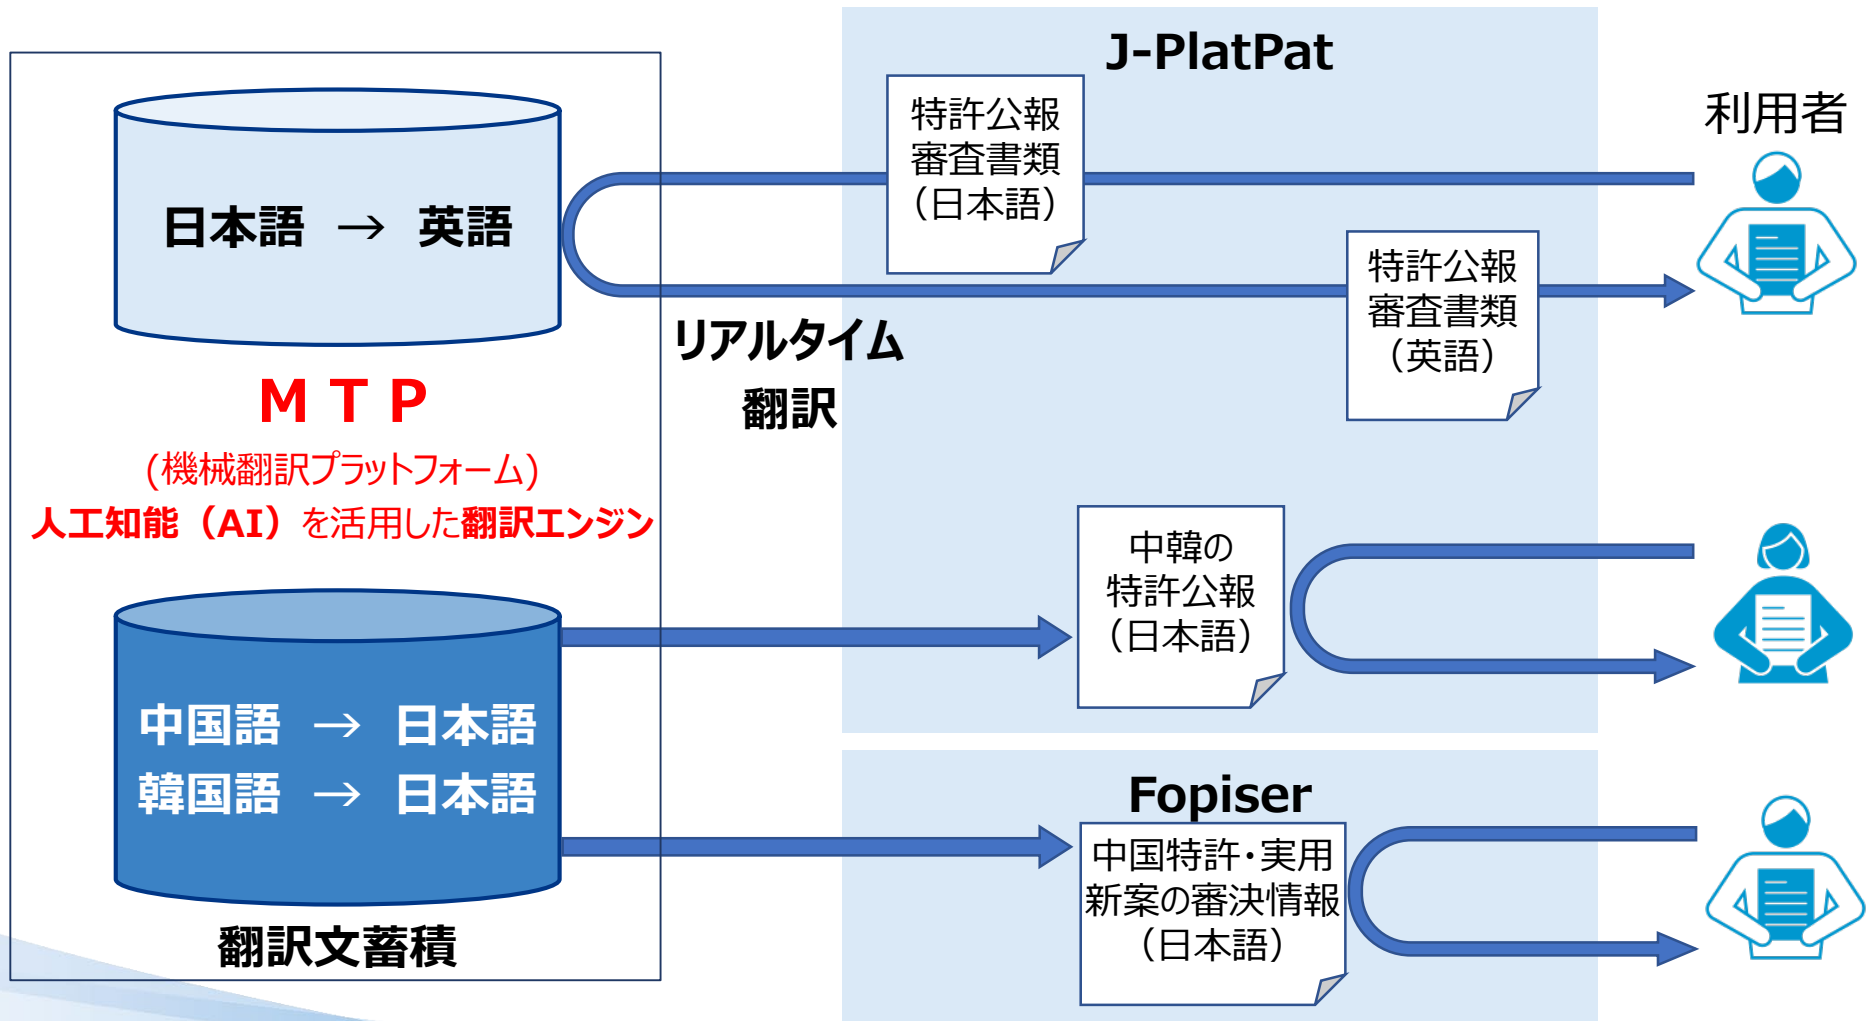 J-PlatPat
利用者
特許公報
審査書類
（日本語）
日本語 → 英語
特許公報
審査書類
（英語）
リアルタイム
翻訳
ＭＴＰ
(機械翻訳プラットフォーム)
人工知能（AI）を活用した翻訳エンジン
中韓の
特許公報
（日本語）
中国語 → 日本語
韓国語 → 日本語
翻訳文蓄積
Fopiser
中国特許・実用
新案の審決情報
（日本語）